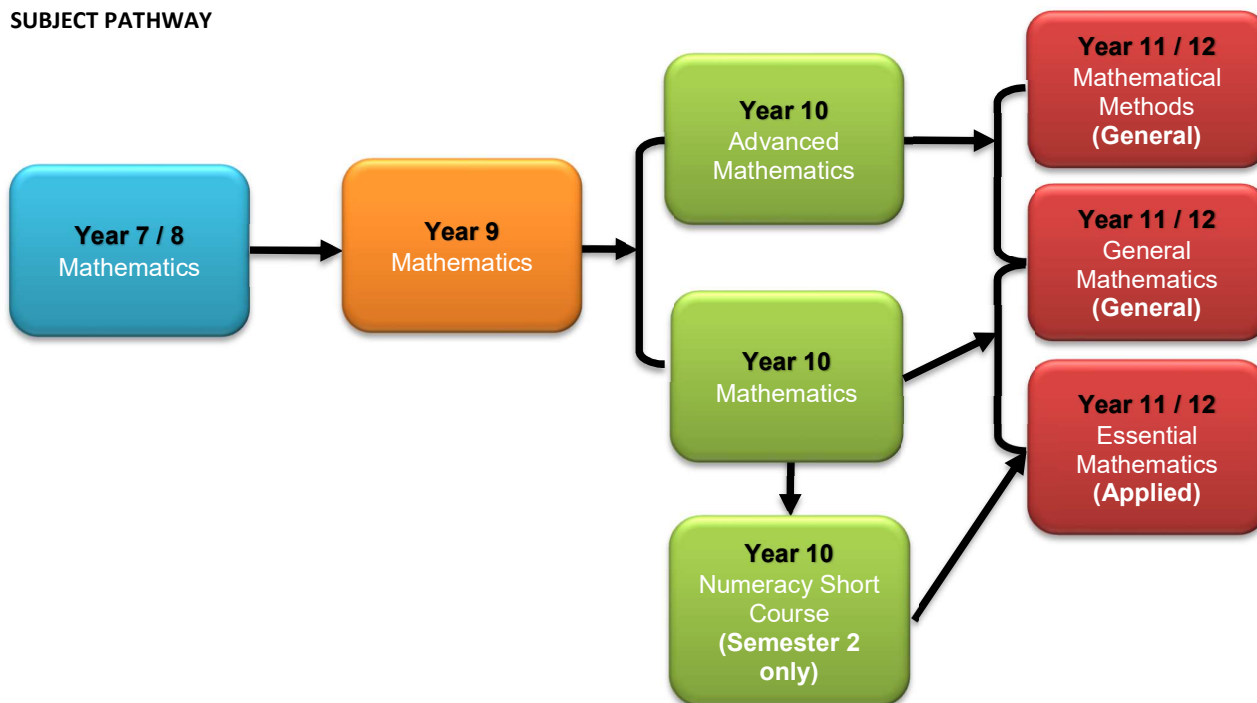 SUBJECT PATHWAY
Year 7 / 8
Mathematics
Year 9
Mathematics
Year 10
Advanced
Mathematics
Year 10
Mathematics
Year 10
Numeracy Short
Course
(Semester 2
only)
Year 11 / 12
Mathematical
Methods
(General)
Year 11 / 12
General
Mathematics
(General)
Year 11 / 12
Essential
Mathematics
(Applied)